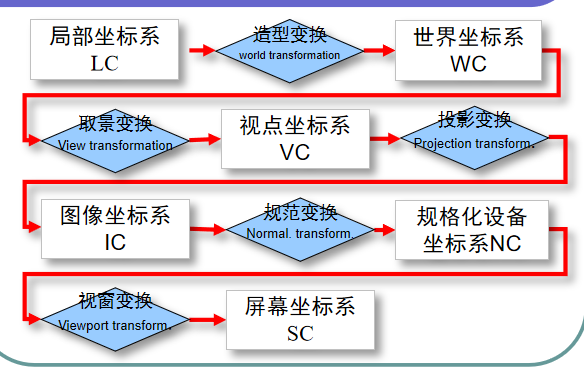 局部坐标系
LC
造型变换
world transformation
世界坐标系
WC
取景变换
View transformation
视点坐标系
VC
投影变换
Projection transform.
图像坐标系
IC
规范变换
Normal. transform.
规格化设备
坐标系NC
视窗变换
Viewport transform.
屏幕坐标系
SC